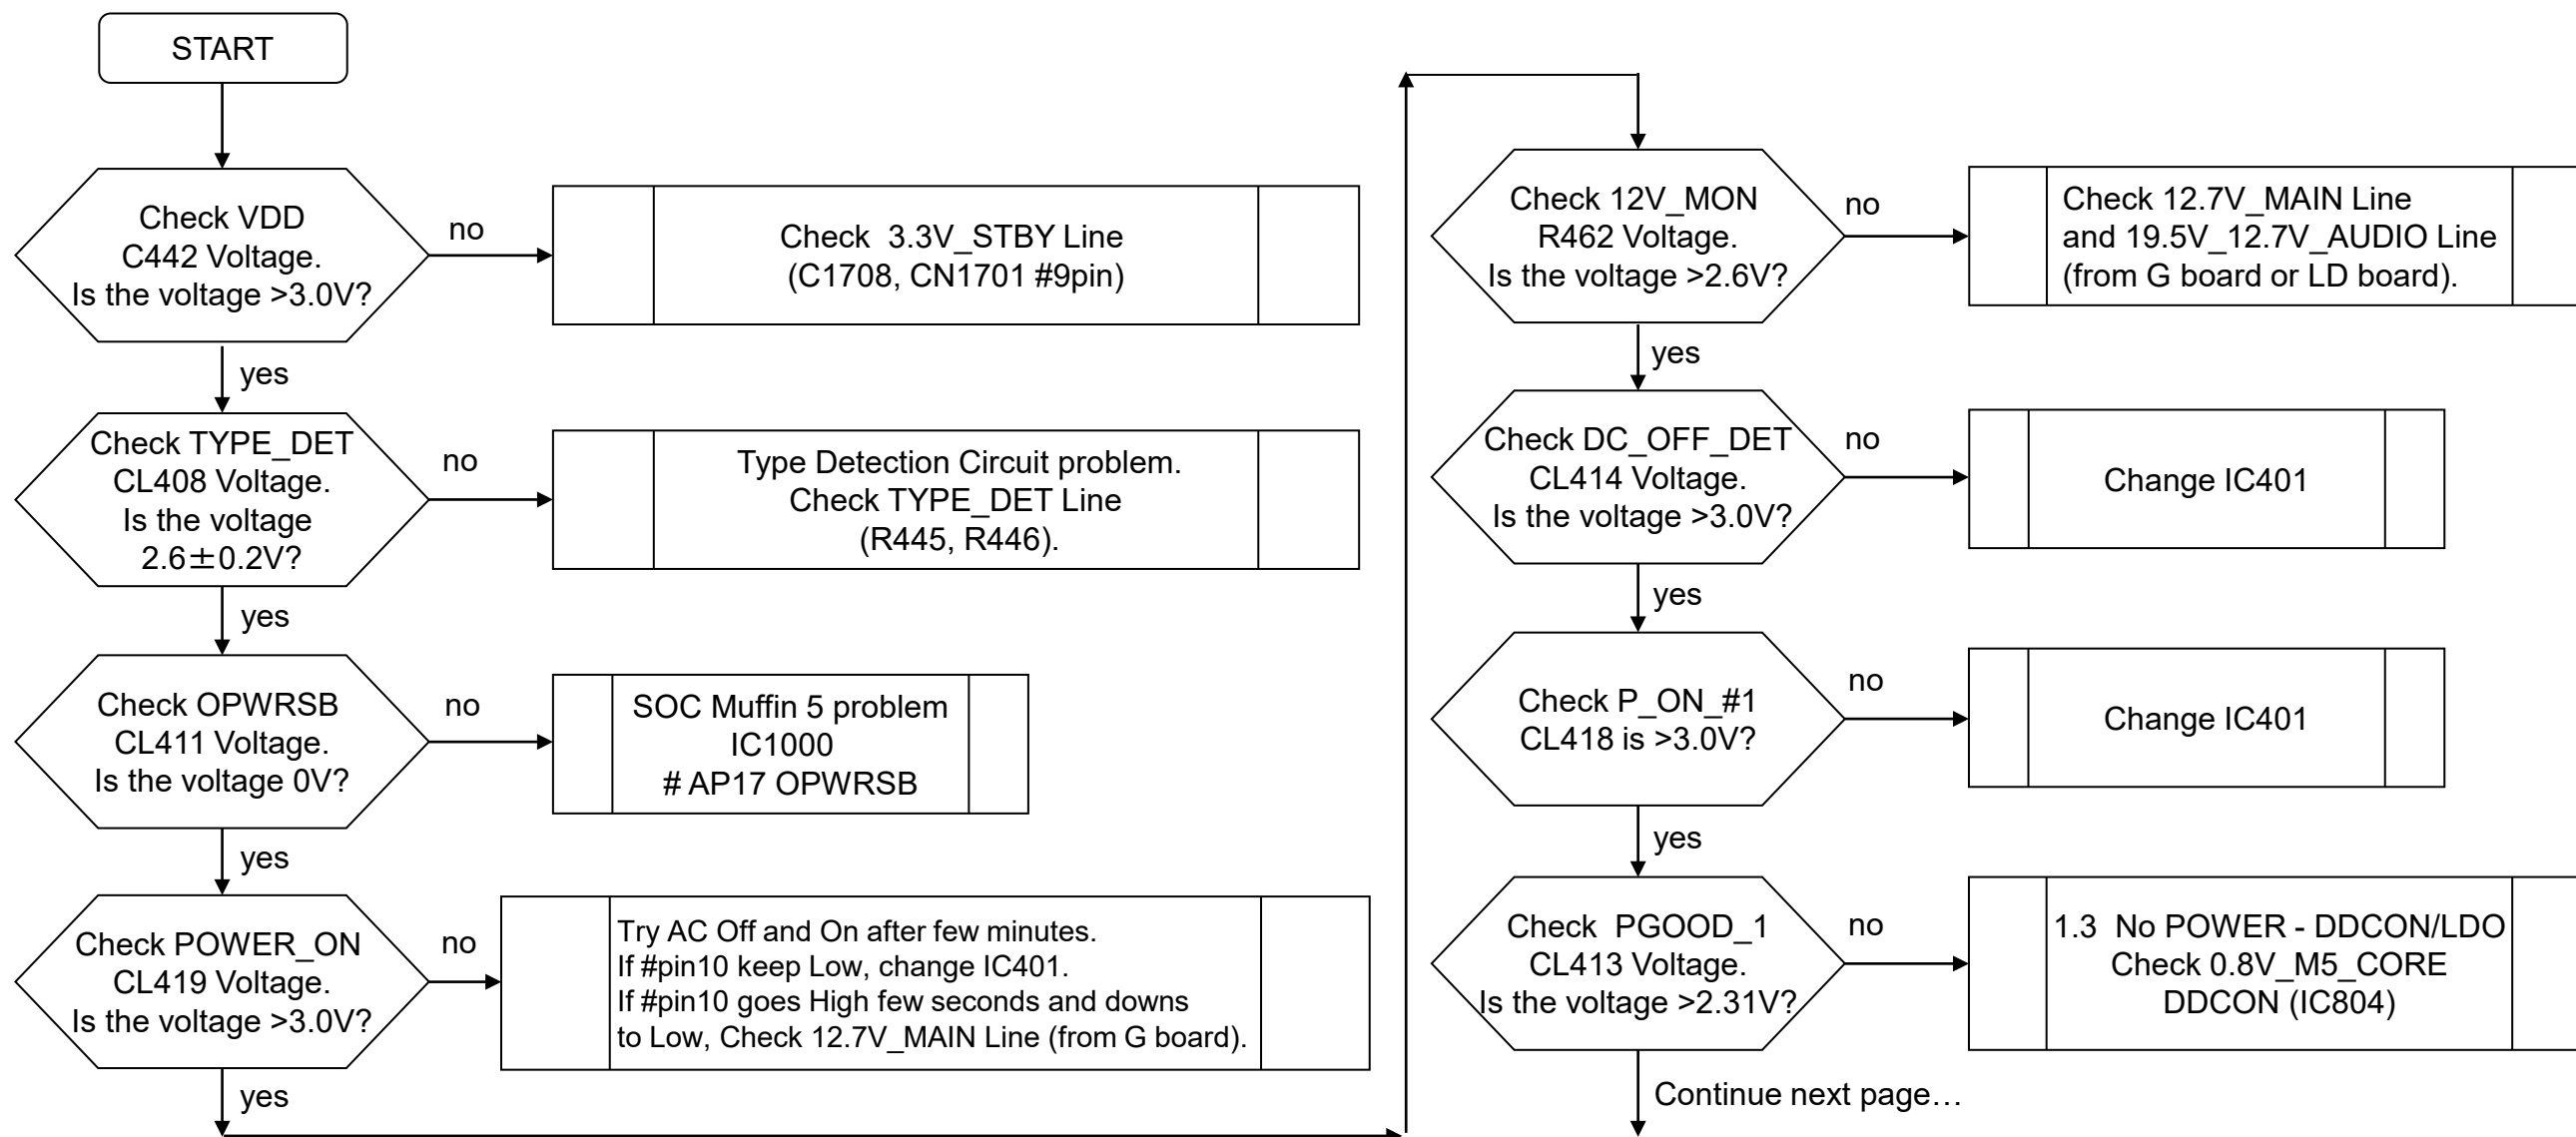 START
Check VDD
C442 Voltage.
Is the voltage >3.0V?
no
Check  3.3V_STBY Line
(C1708, CN1701 #9pin)
yes
Check TYPE_DET
CL408 Voltage.
Is the voltage
2.6±0.2V?
no
Type Detection Circuit problem.
Check TYPE_DET Line
(R445, R446).
yes
Check OPWRSB
CL411 Voltage.
Is the voltage 0V?
no
SOC Muffin 5 problem
IC1000
# AP17 OPWRSB
yes
Check POWER_ON
CL419 Voltage.
Is the voltage >3.0V?
no
Try AC Off and On after few minutes.
If #pin10 keep Low, change IC401.
If #pin10 goes High few seconds and downs
to Low, Check 12.7V_MAIN Line (from G board).
yes
Check 12V_MON
R462 Voltage.
Is the voltage >2.6V?
no
Check 12.7V_MAIN Line
and 19.5V_12.7V_AUDIO Line
(from G board or LD board).
yes
Check DC_OFF_DET
CL414 Voltage.
Is the voltage >3.0V?
no
Change IC401
yes
Check P_ON_#1
CL418 is >3.0V?
no
Change IC401
yes
Check  PGOOD_1
CL413 Voltage.
Is the voltage >2.31V?
no
1.3  No POWER - DDCON/LDO
Check 0.8V_M5_CORE
DDCON (IC804)
Continue next page…